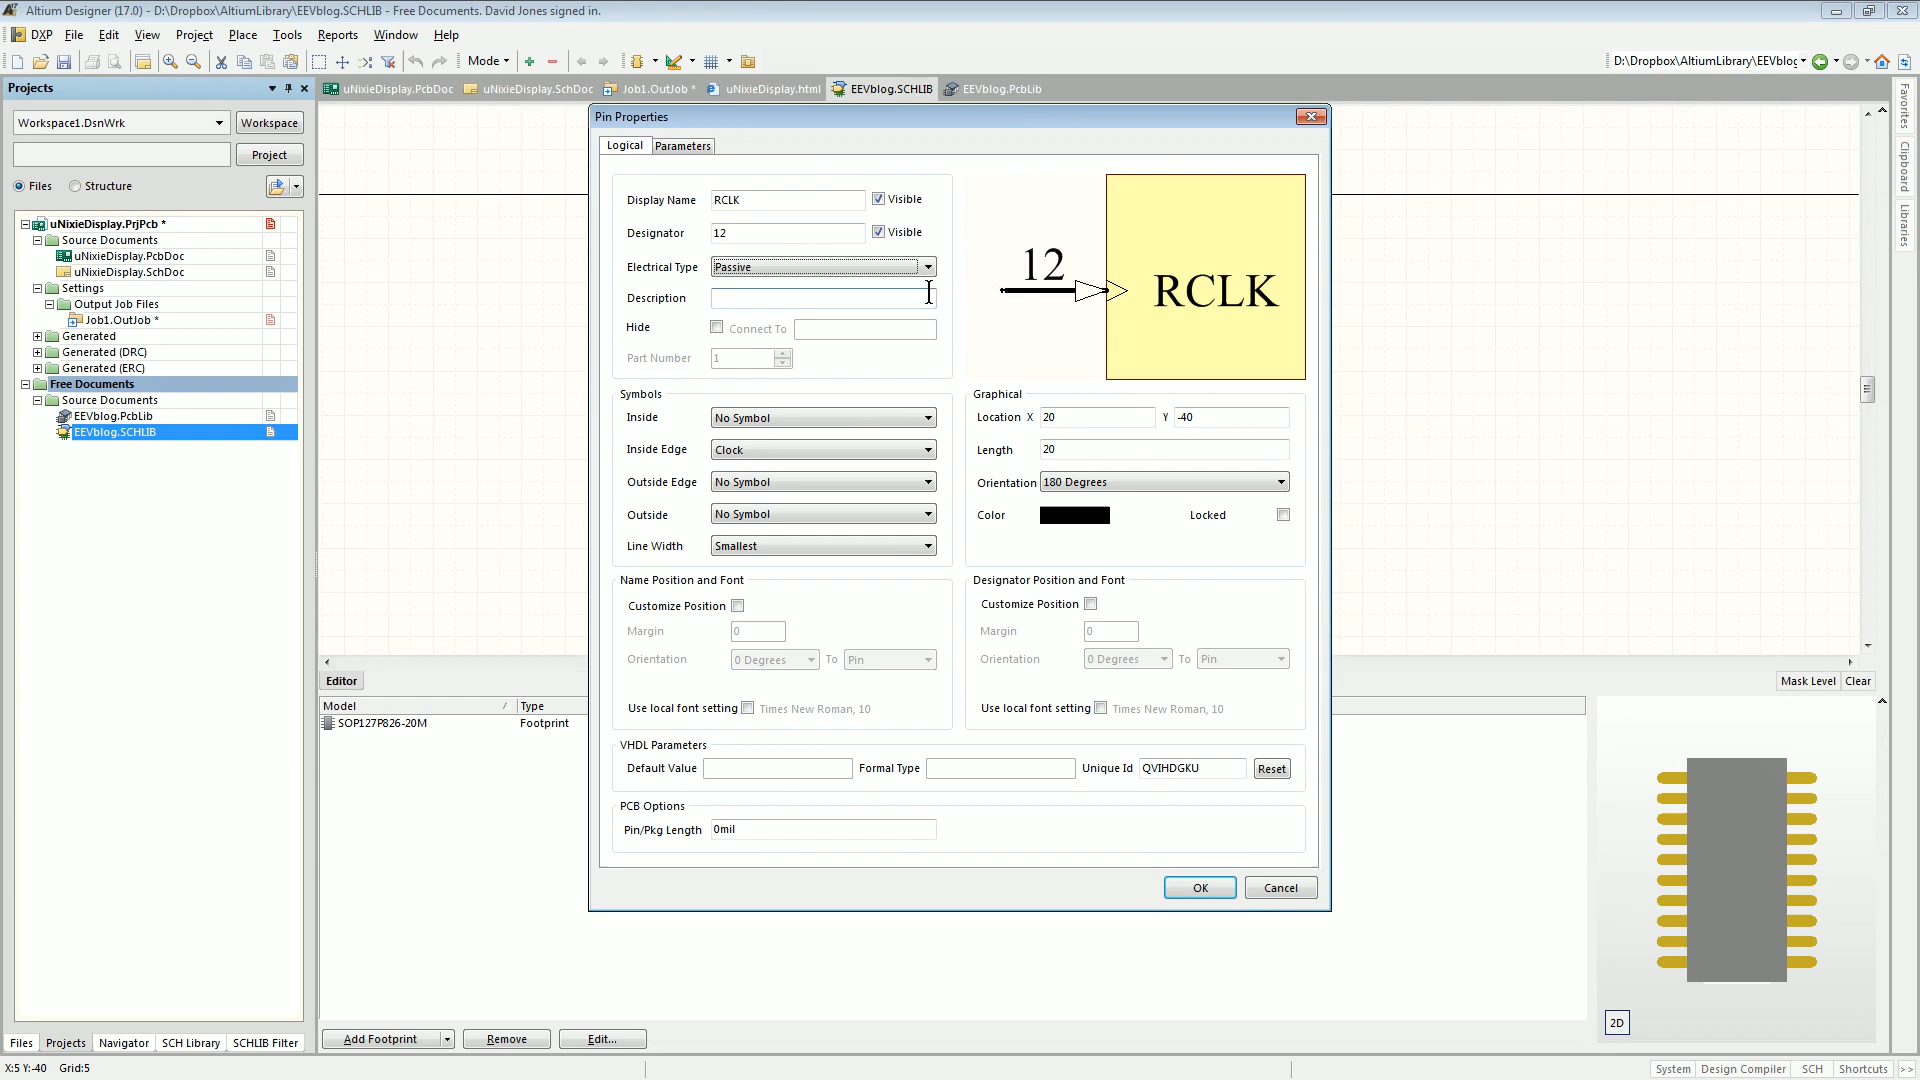 Altium Designer (17.0) - D:\Dropbox\AltiumLibrary\EEVblog.SCHLIB - Free Documents. David Jones signed in.
DXP File Edit View Project Place Tools Reports Window Help
Mode
D:\Dropbox\AltiumLibrary\EEVblog
Projects
uNixieDisplay.PcbDoc uNixieDisplay.SchDoc Job1.OutJob * uNixieDisplay.html EEVblog.SCHLIB EEVblog.PcbLib
Workspace1.DsnWrk Workspace
Project
Files Structure
uNixieDisplay.PrjPcb *
Source Documents
uNixieDisplay.PcbDoc
uNixieDisplay.SchDoc
Settings
Output Job Files
Job1.OutJob *
Generated
Generated (DRC)
Generated (ERC)
Free Documents
Source Documents
EEVblog.PcbLib
EEVblog.SCHLIB
Files Projects Navigator SCH Library SCHLIB Filter
Pin Properties
Logical Parameters
Display Name RCLK Visible
Designator 12 Visible
Electrical Type Passive
Description
Hide Connect To
Part Number 1
12 RCLK
Symbols
Inside No Symbol
Inside Edge Clock
Outside Edge No Symbol
Outside No Symbol
Line Width Smallest
Graphical
Location X 20 Y -40
Length 20
Orientation 180 Degrees
Color Locked
Name Position and Font
Customize Position
Margin 0
Orientation 0 Degrees To Pin
Use local font setting Times New Roman, 10
Designator Position and Font
Customize Position
Margin 0
Orientation 0 Degrees To Pin
Use local font setting Times New Roman, 10
VHDL Parameters
Default Value Formal Type Unique Id QVIHDGKU Reset
PCB Options
Pin/Pkg Length 0mil
OK Cancel
Editor
Mask Level Clear
Model / Type
SOP127P826-20M Footprint
Add Footprint Remove Edit...
2D
Favorites
Clipboard
Libraries
X:5 Y:-40 Grid:5
System Design Compiler SCH Shortcuts >>